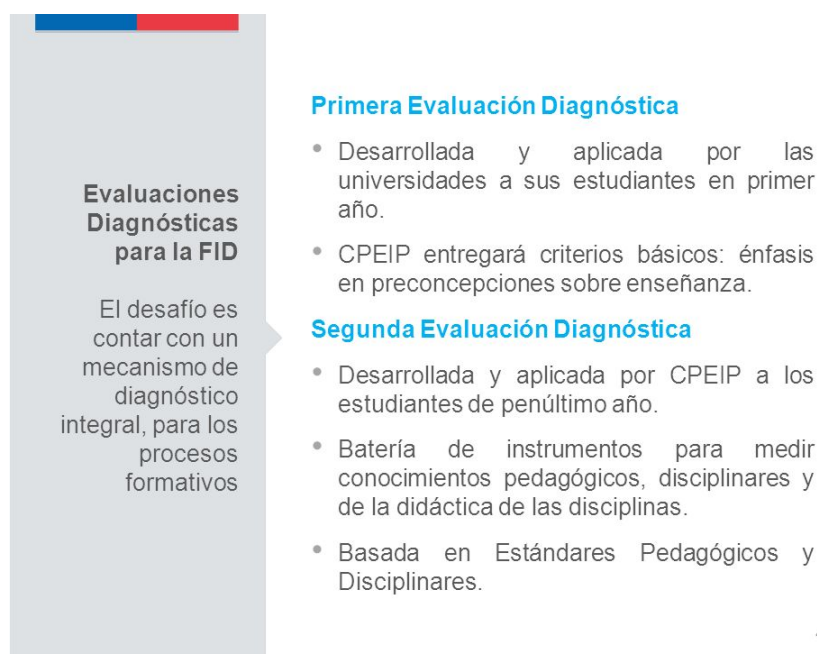 Evaluaciones
Diagnósticas
para la FID
El desafío es
contar con un
mecanismo de
diagnóstico
integral, para los
procesos
formativos
Primera Evaluación Diagnóstica
• Desarrollada y aplicada por las
universidades a sus estudiantes en primer
año.
• CPEIP entregará criterios básicos: énfasis
en preconcepciones sobre enseñanza.
Segunda Evaluación Diagnóstica
• Desarrollada y aplicada por CPEIP a los
estudiantes de penúltimo año.
• Batería de instrumentos para medir
conocimientos pedagógicos, disciplinares y
de la didáctica de las disciplinas.
• Basada en Estándares Pedagógicos y
Disciplinares.